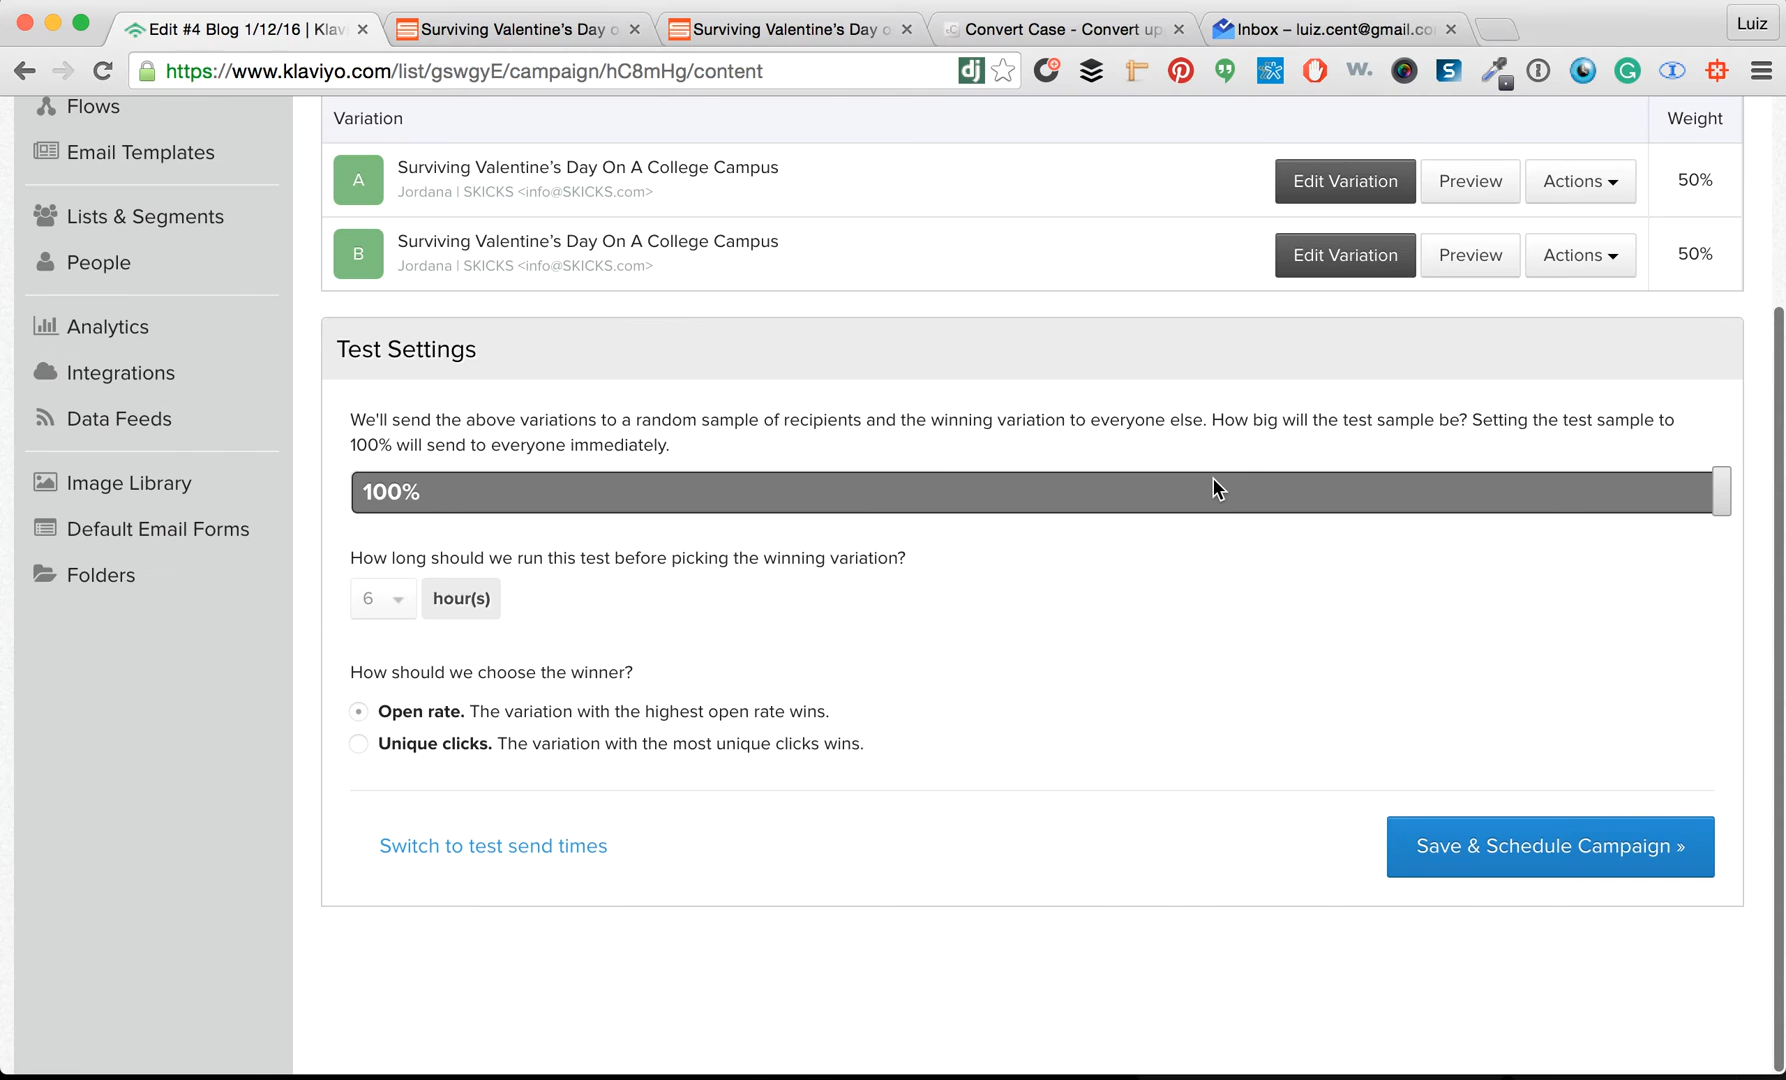 Edit #4 Blog 1/12/16 | Klav
Surviving Valentine's Day o
Surviving Valentine's Day o
Convert Case - Convert up
Inbox – luiz.cent@gmail.co
Luiz
https://www.klaviyo.com/list/gswgyE/campaign/hC8mHg/content
dj
w.
S
Flows
Email Templates
Lists & Segments
People
Analytics
Integrations
Data Feeds
Image Library
Default Email Forms
Folders
Variation
Weight
A
Surviving Valentine’s Day On A College Campus
Jordana | SKICKS <info@SKICKS.com>
Edit Variation
Preview
Actions
50%
B
Surviving Valentine’s Day On A College Campus
Jordana | SKICKS <info@SKICKS.com>
Edit Variation
Preview
Actions
50%
Test Settings
We'll send the above variations to a random sample of recipients and the winning variation to everyone else. How big will the test sample be? Setting the test sample to
100% will send to everyone immediately.
100%
How long should we run this test before picking the winning variation?
6
hour(s)
How should we choose the winner?
Open rate. The variation with the highest open rate wins.
Unique clicks. The variation with the most unique clicks wins.
Switch to test send times
Save & Schedule Campaign »